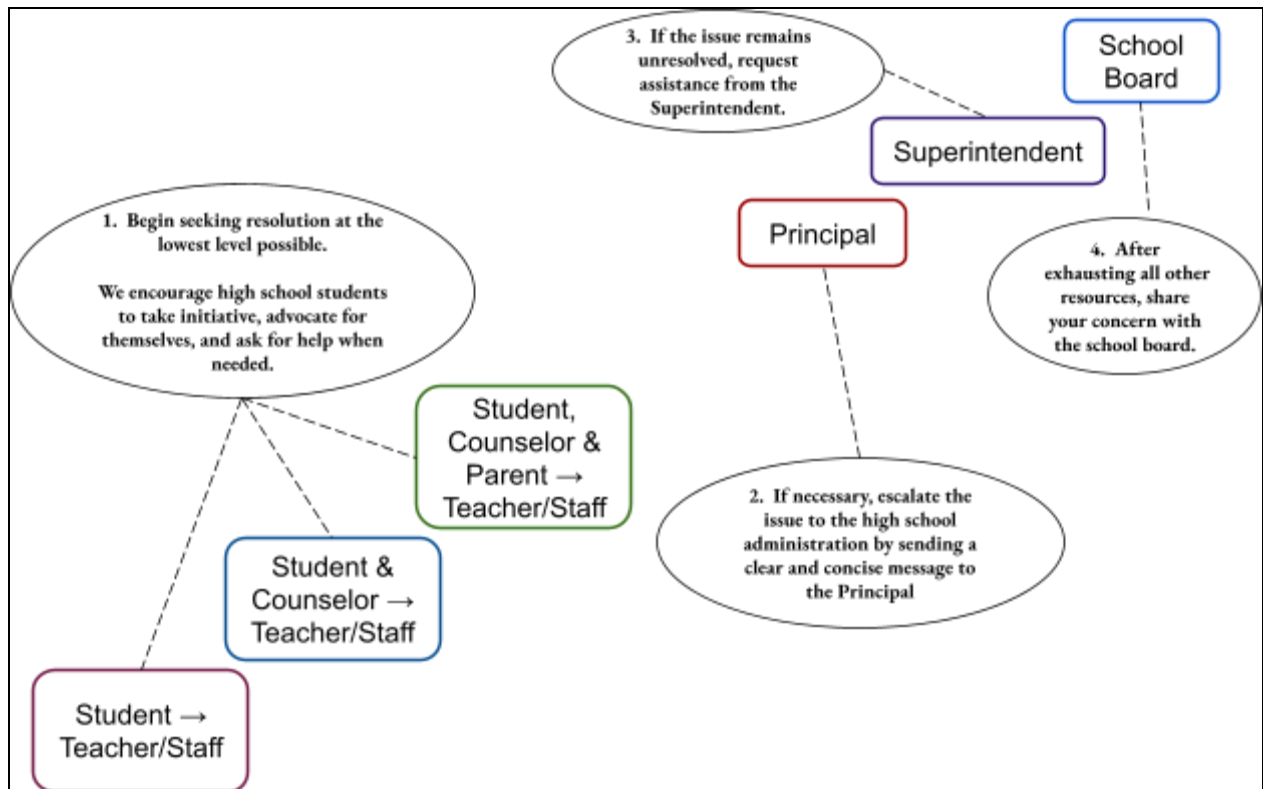 3. If the issue remains
unresolved, request
assistance from the
Superintendent.
School
Board
Superintendent
Principal
1. Begin seeking resolution at the
lowest level possible.
We encourage high school students
to take initiative, advocate for
themselves, and ask for help when
needed.
4. After
exhausting all other
resources, share
your concern with
the school board.
Student,
Counselor &
Parent →
Teacher/Staff
2. If necessary, escalate the
issue to the high school
administration by sending a
clear and concise message to
the Principal
Student &
Counselor →
Teacher/Staff
Student →
Teacher/Staff